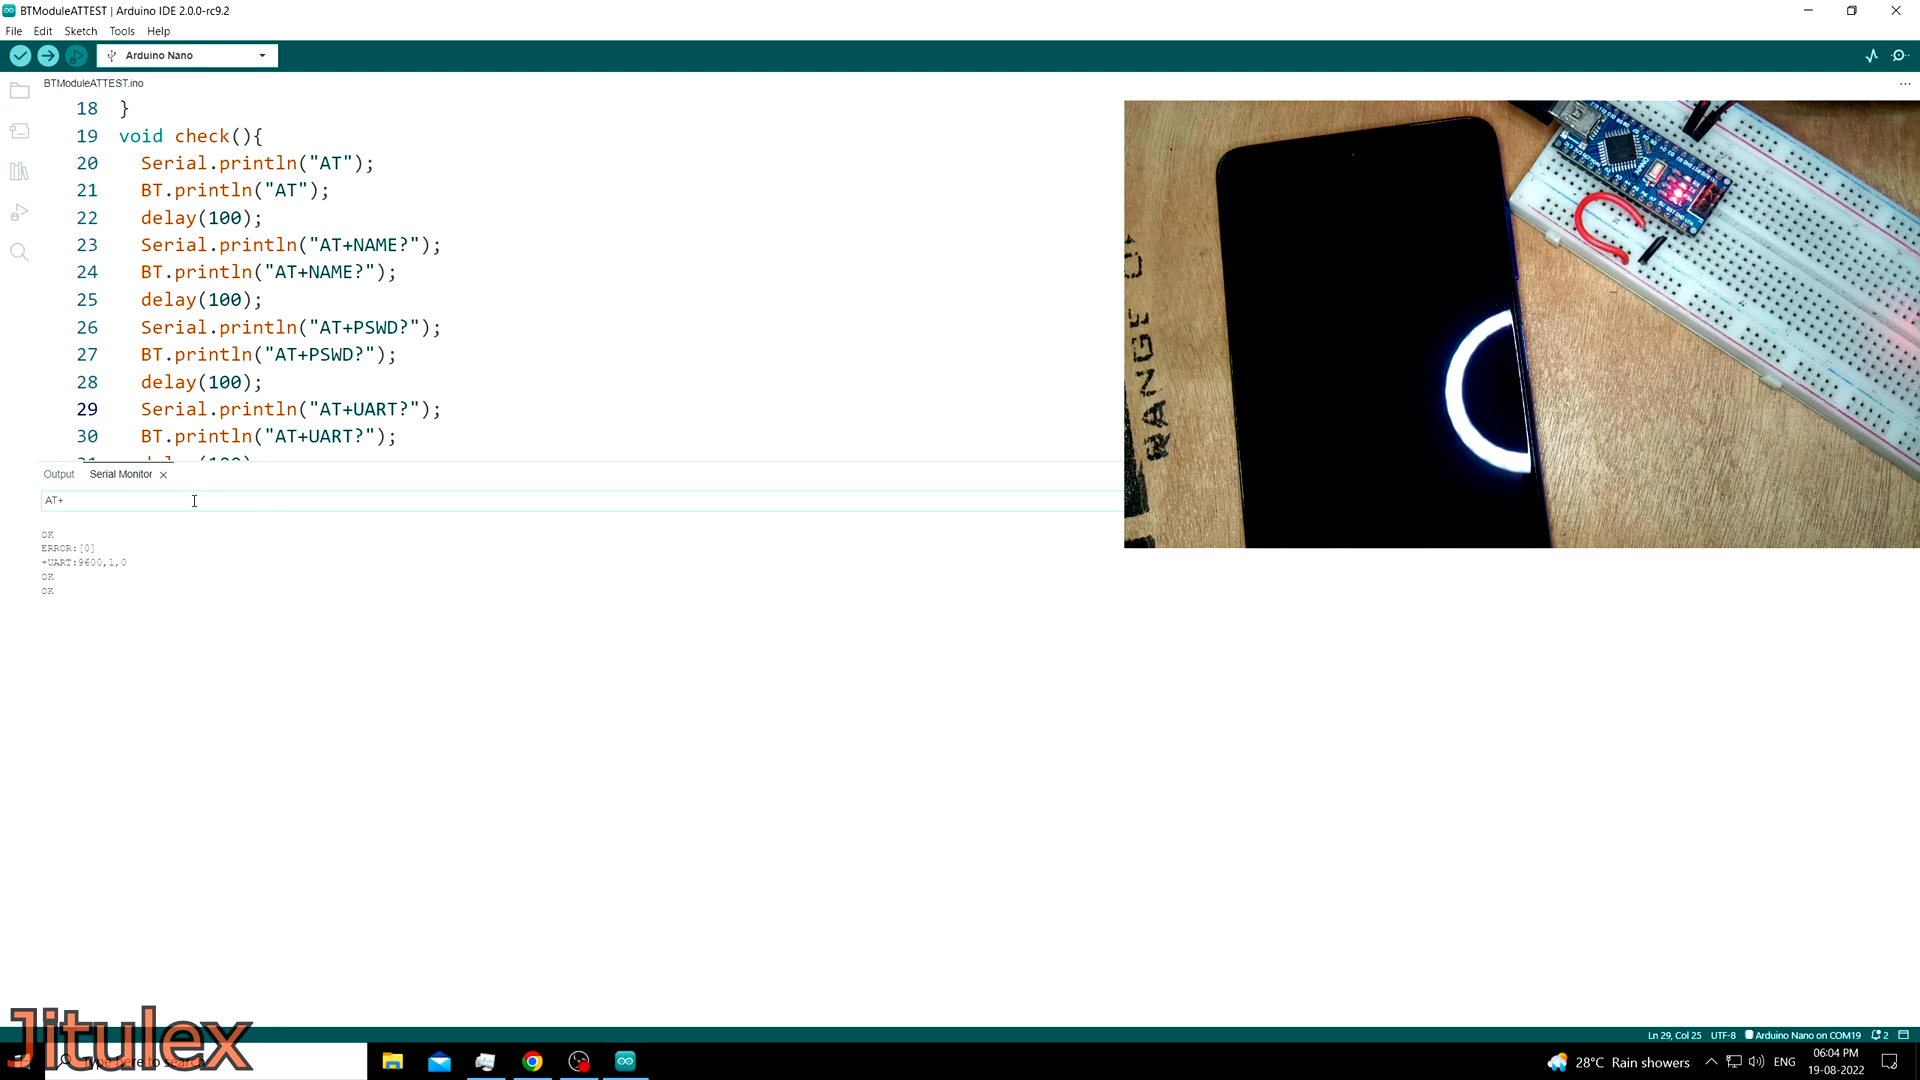 BTModuleATTEST | Arduino IDE 2.0.0-rc9.2
File Edit Sketch Tools Help
Arduino Nano
BTModuleATTEST.ino
18 }
19 void check(){
20 Serial.println("AT");
21 BT.println("AT");
22 delay(100);
23 Serial.println("AT+NAME?");
24 BT.println("AT+NAME?");
25 delay(100);
26 Serial.println("AT+PSWD?");
27 BT.println("AT+PSWD?");
28 delay(100);
29 Serial.println("AT+UART?");
30 BT.println("AT+UART?");
Output Serial Monitor
AT+
OK
ERROR:[0]
+UART:9600,1,0
OK
OK
Jitulex
Ln 29, Col 25 UTF-8 Arduino Nano on COM19 2
Type here to search
28°C Rain showers ENG
06:04 PM
19-08-2022